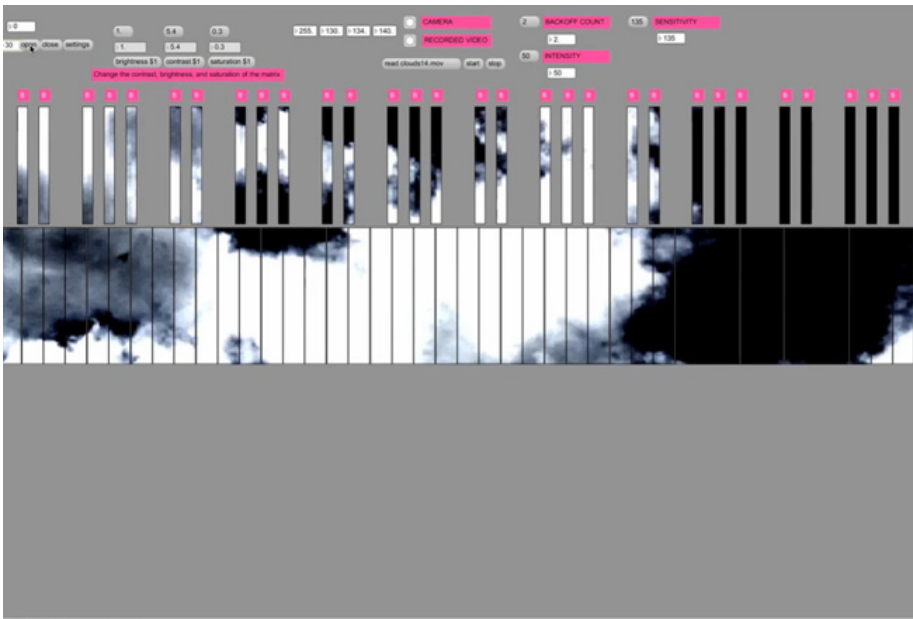 0
30 open close settings
1. 5.4 0.3
1. 5.4 0.3
brightness $1 contrast $1 saturation $1
Change the contrast, brightness, and saturation of the matrix
255. 130. 134. 140.
CAMERA
RECORDED VIDEO
read clouds14.mov start stop
2 BACKOFF COUNT
2.
50 INTENSITY
50
135 SENSITIVITY
135